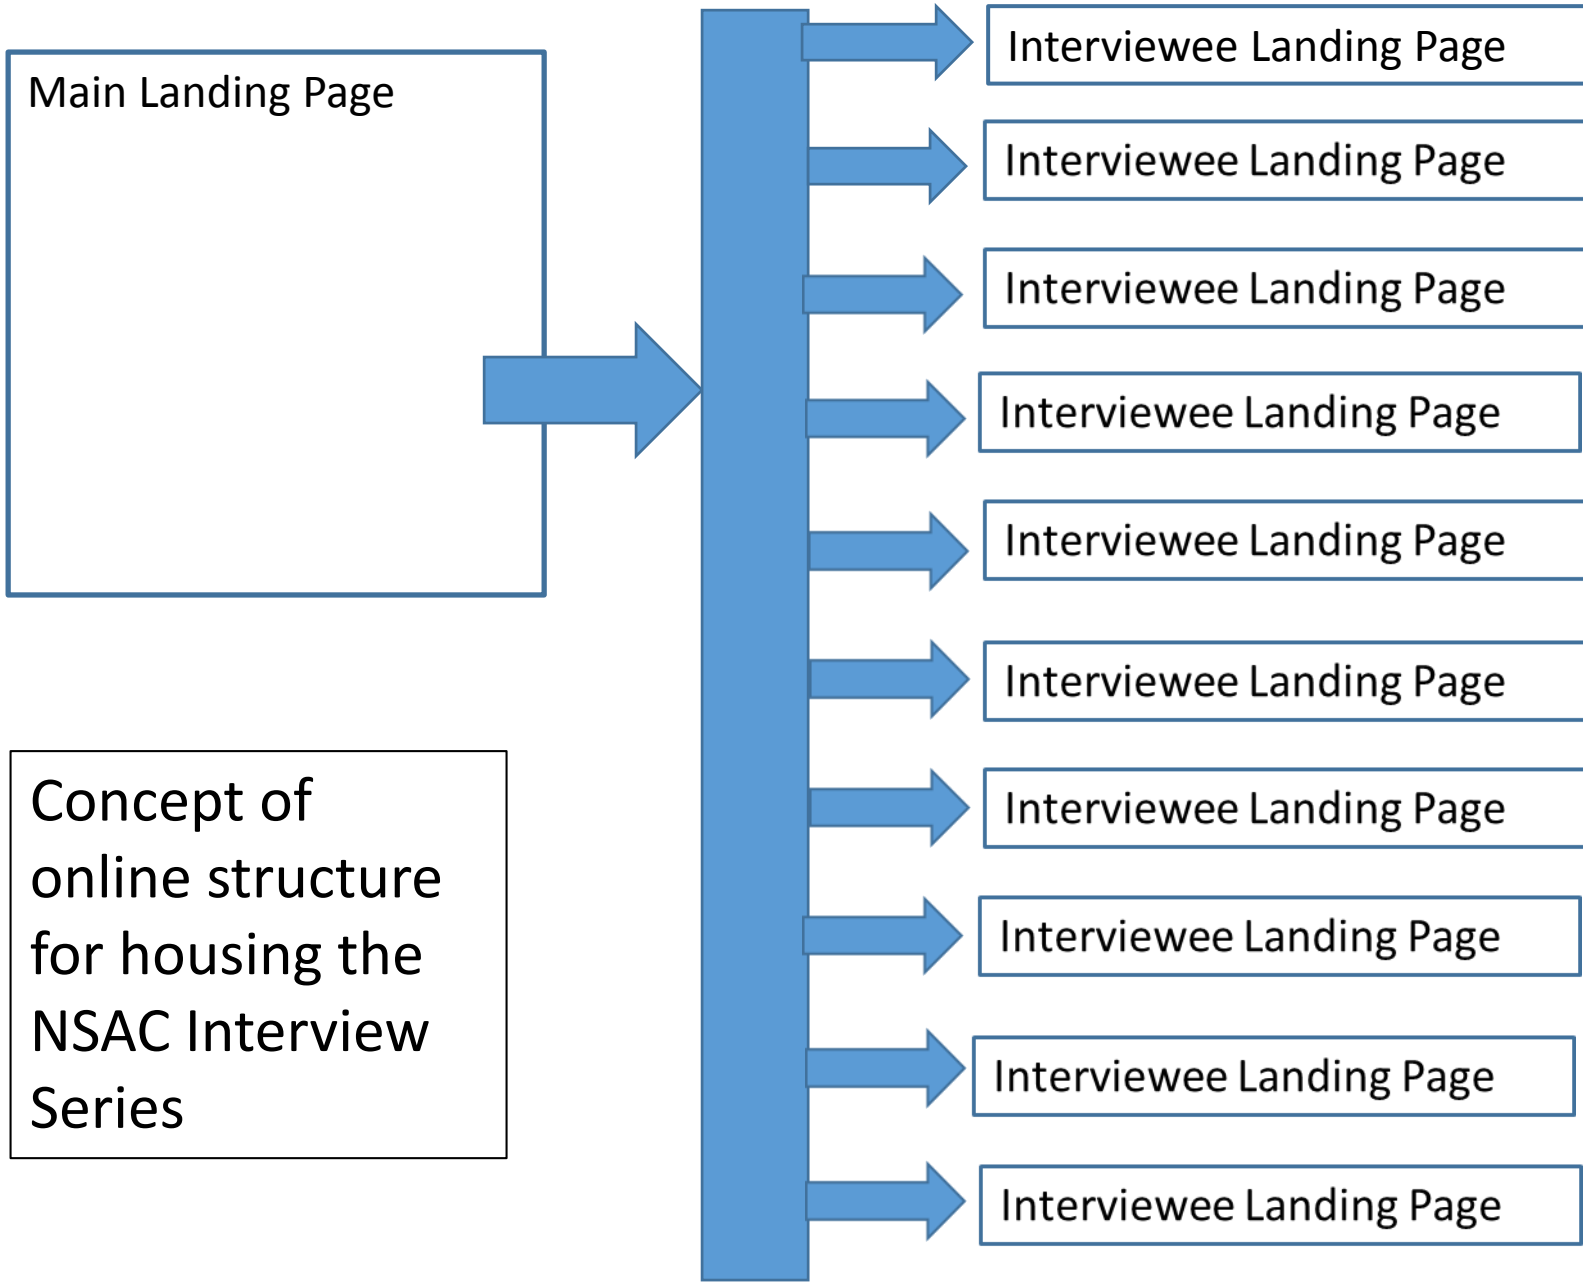 Main Landing Page
Concept of
online structure
for housing the
NSAC Interview
Series
Interviewee Landing Page
Interviewee Landing Page
Interviewee Landing Page
Interviewee Landing Page
Interviewee Landing Page
Interviewee Landing Page
Interviewee Landing Page
Interviewee Landing Page
Interviewee Landing Page
Interviewee Landing Page